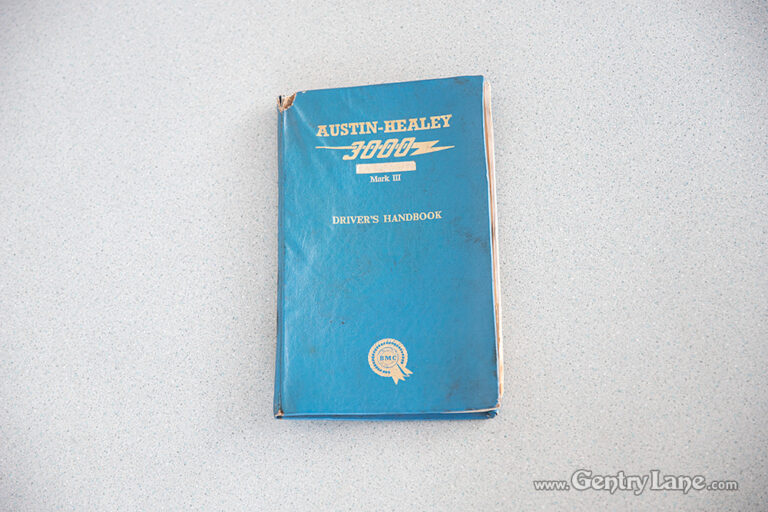 AUSTIN-HEALEY
3000
Mark III
DRIVER'S HANDBOOK
BMC
www.GentryLane.com